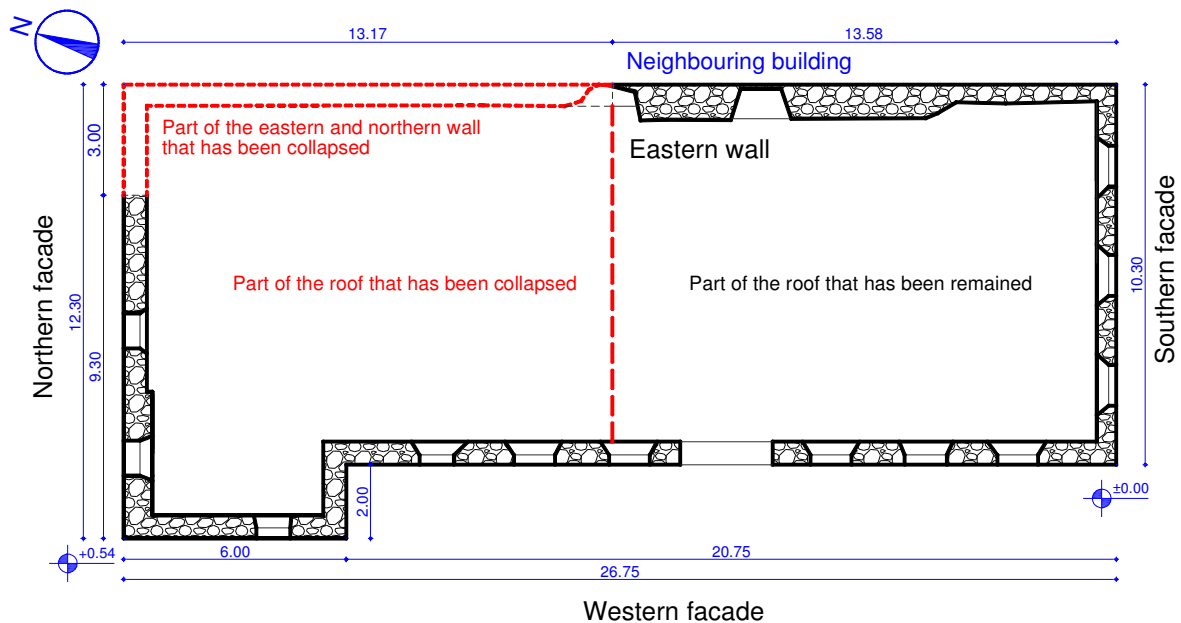 N
13.17
13.58
Neighbouring building
Part of the eastern and northern wall
that has been collapsed
Eastern wall
3.00
Northern facade
12.30
9.30
Part of the roof that has been collapsed
Part of the roof that has been remained
10.30
Southern facade
2.00
±0.00
+0.54
6.00
20.75
26.75
Western facade